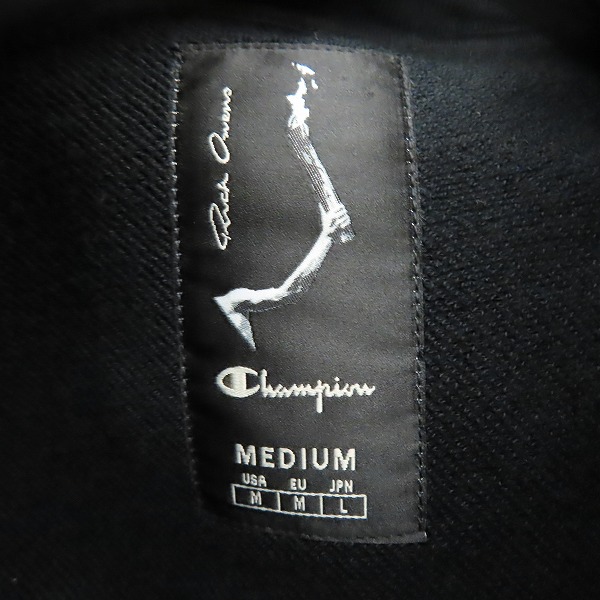 Rick Owens
Champion
MEDIUM
USA EU JPN
M M L